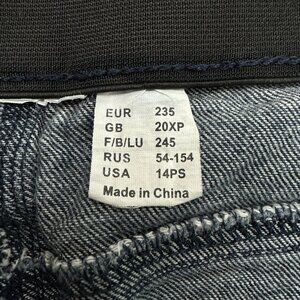 EUR 235
GB 20XP
F/B/LU 245
RUS 54-154
USA 14PS
Made in China